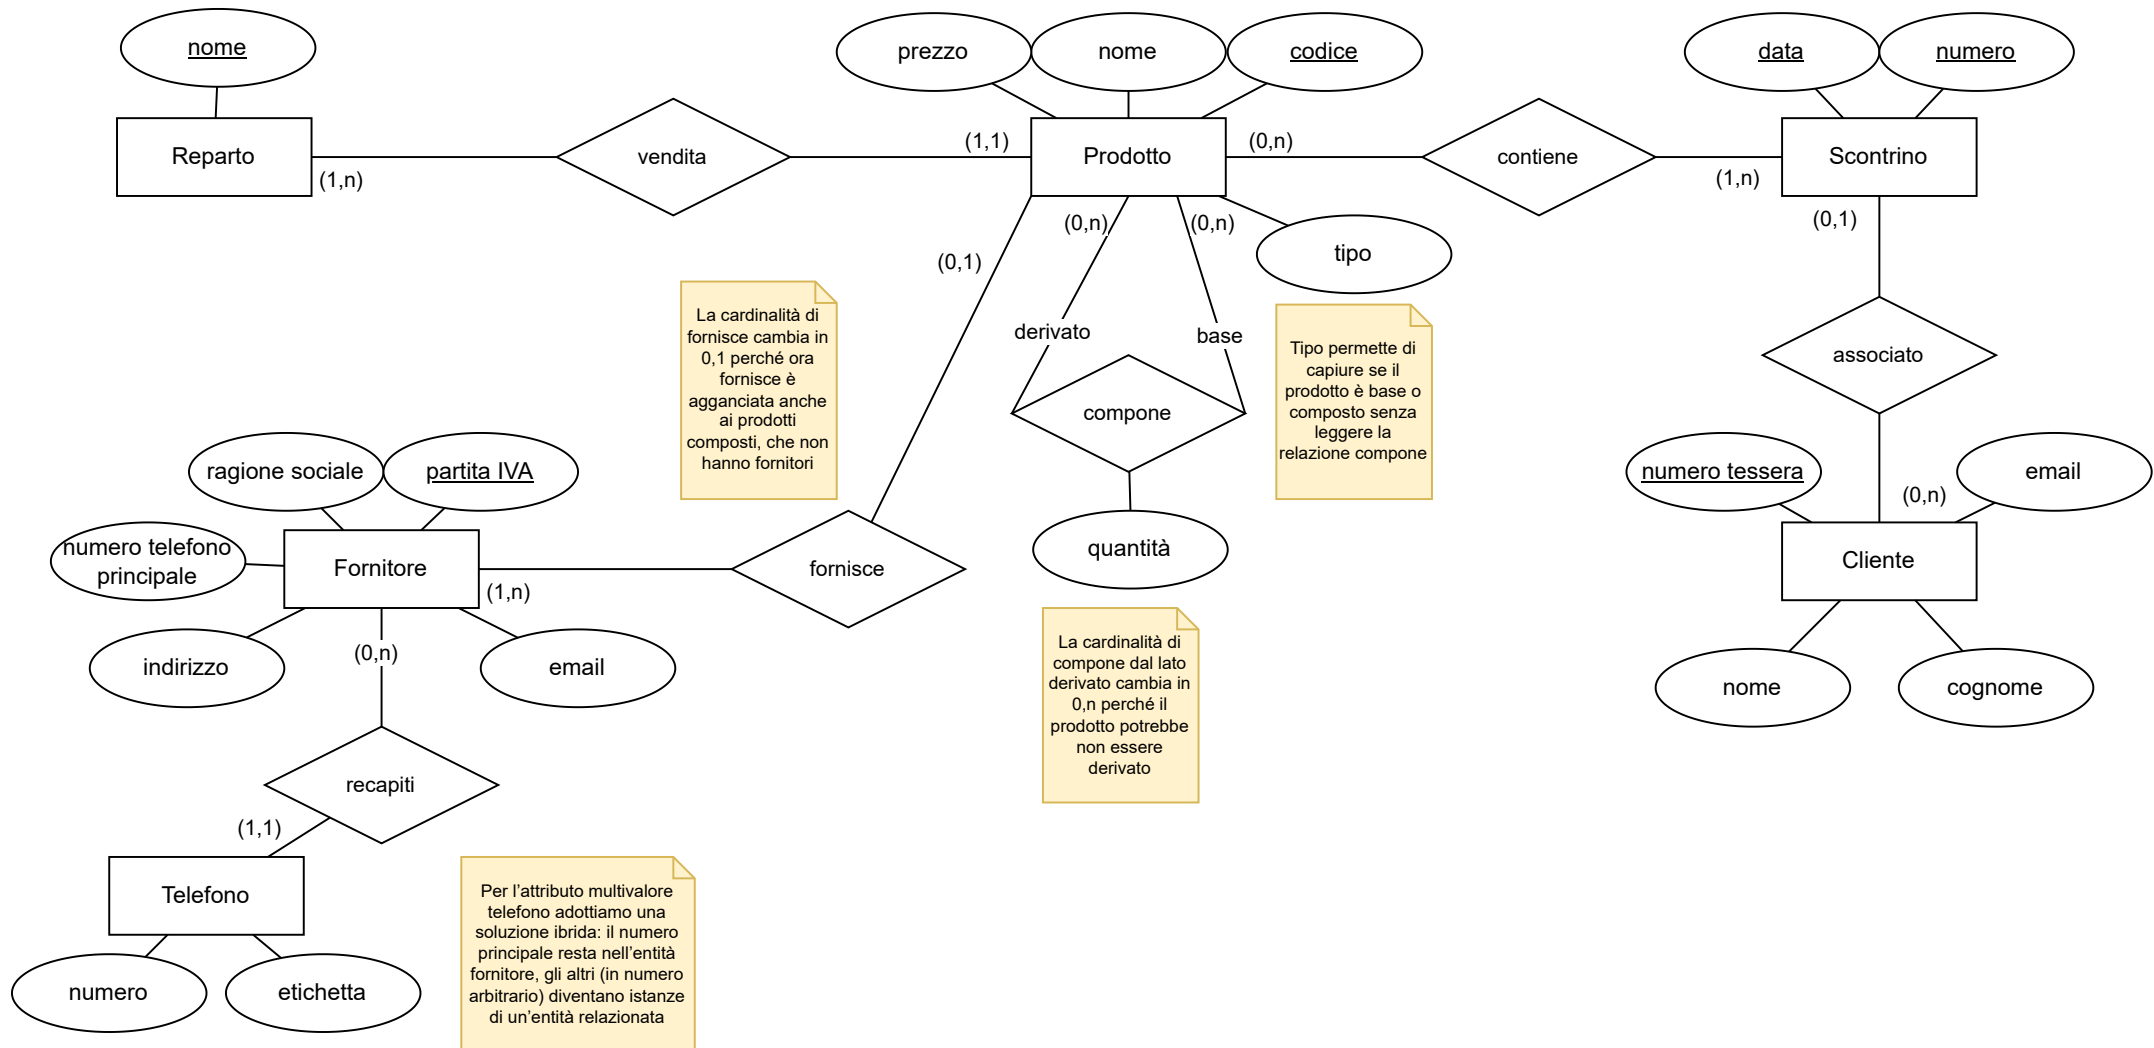 nome
prezzo
nome
codice
data
numero
Reparto
(1,n)
vendita
(1,1)
Prodotto
(0,n)
contiene
(1,n)
Scontrino
(0,1)
(0,n)
(0,n)
tipo
(0,1)
derivato
base
La cardinalità di
fornisce cambia in
0,1 perché ora
fornisce è
agganciata anche
ai prodotti
composti, che non
hanno fornitori
Tipo permette di
capiure se il
prodotto è base o
composto senza
leggere la
relazione compone
compone
associato
quantità
ragione sociale
partita IVA
numero telefono
principale
Fornitore
(1,n)
fornisce
indirizzo
(0,n)
email
numero tessera
(0,n)
email
Cliente
nome
cognome
La cardinalità di
compone dal lato
derivato cambia in
0,n perché il
prodotto potrebbe
non essere
derivato
recapiti
(1,1)
Telefono
numero
etichetta
Per l’attributo multivalore
telefono adottiamo una
soluzione ibrida: il numero
principale resta nell’entità
fornitore, gli altri (in numero
arbitrario) diventano istanze
di un’entità relazionata